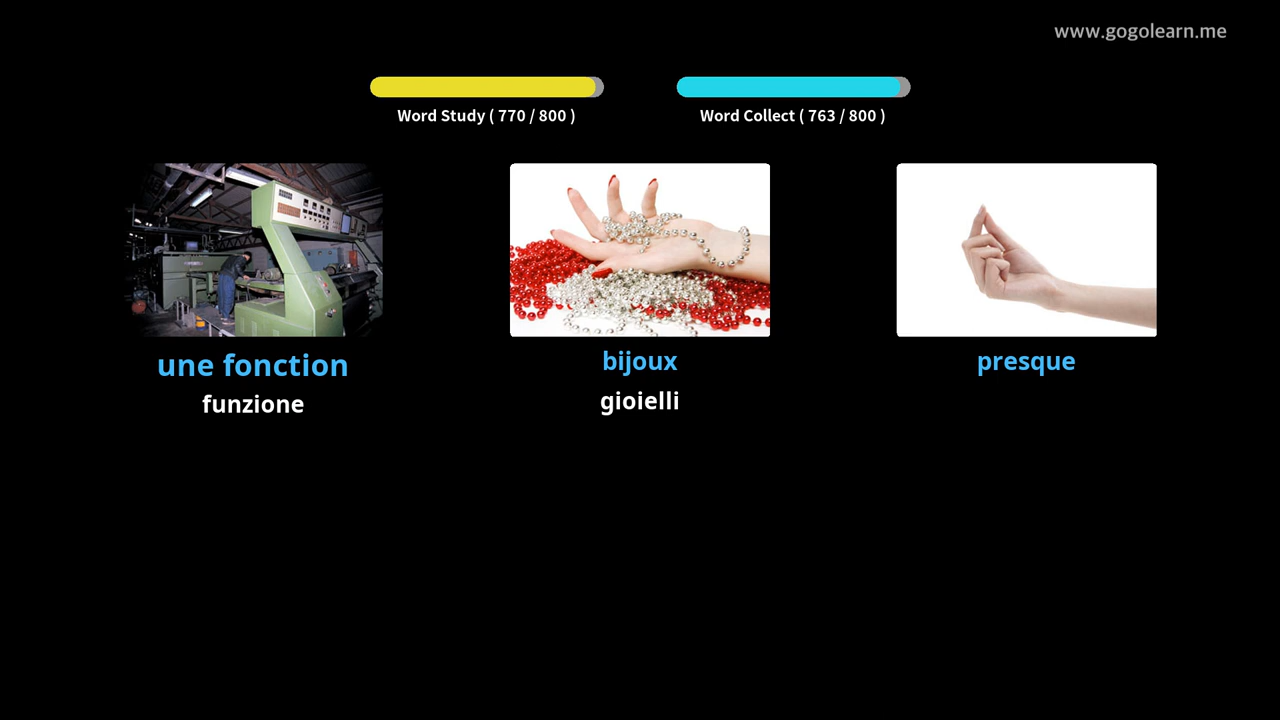 www.gogolearn.me
Word Study ( 770 / 800 )
Word Collect ( 763 / 800 )
une fonction
funzione
bijoux
gioielli
presque